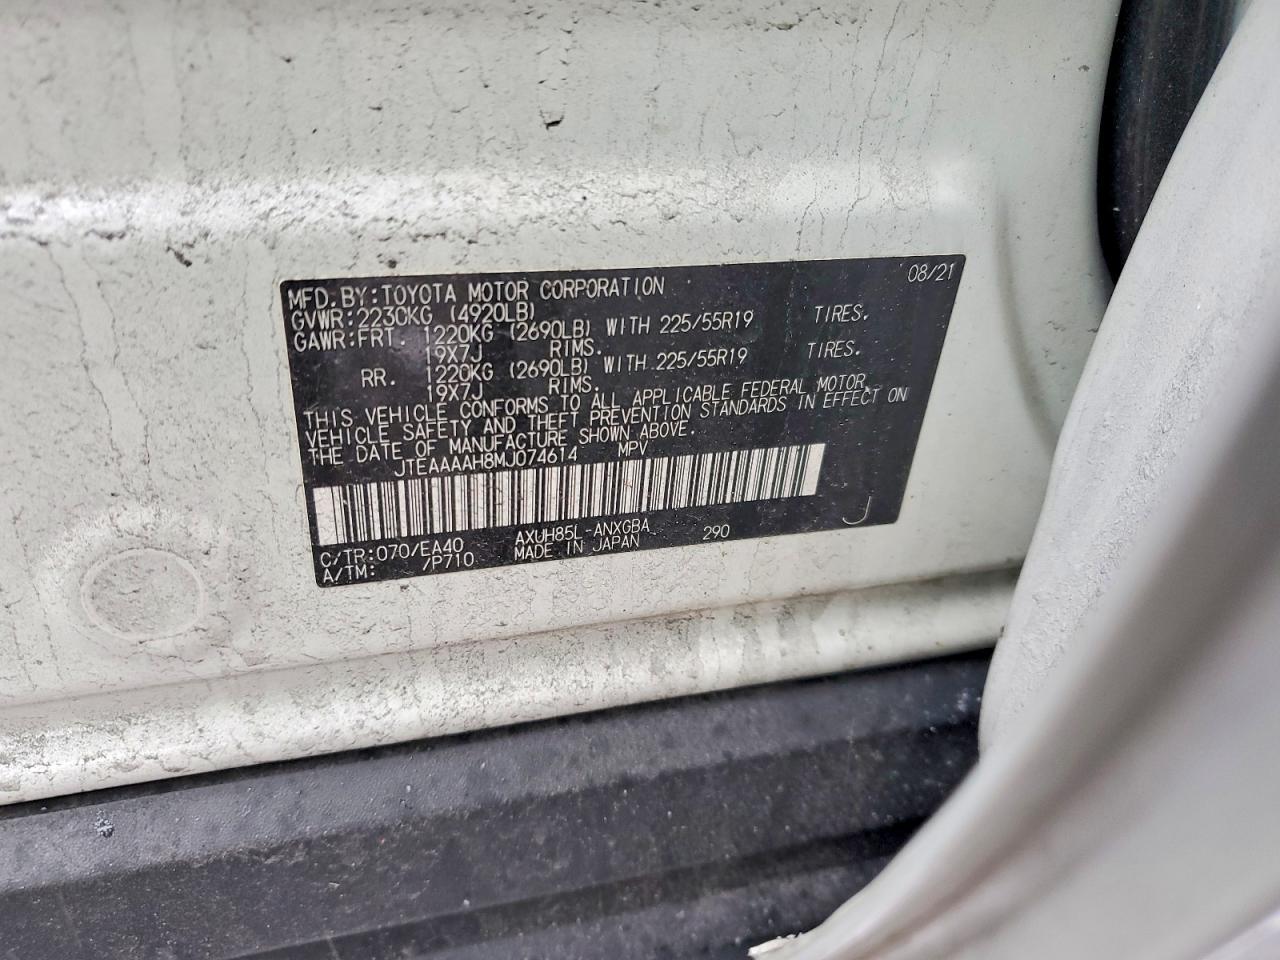 08/21
MFD.BY:TOYOTA MOTOR CORPORATION
GVWR:2230KG (4920LB)
GAWR:FRT. 1220KG (2690LB) WITH 225/55R19 TIRES.
19X7J RIMS.
RR. 1220KG (2690LB) WITH 225/55R19 TIRES.
19X7J RIMS.
THIS VEHICLE CONFORMS TO ALL APPLICABLE FEDERAL MOTOR
VEHICLE SAFETY AND THEFT PREVENTION STANDARDS IN EFFECT ON
THE DATE OF MANUFACTURE SHOWN ABOVE.
JTEAAAAH8MJ074614 MPV
C/TR:070/EA40 AXUH85L-ANXGBA 290 J
A/TM: /P710 MADE IN JAPAN